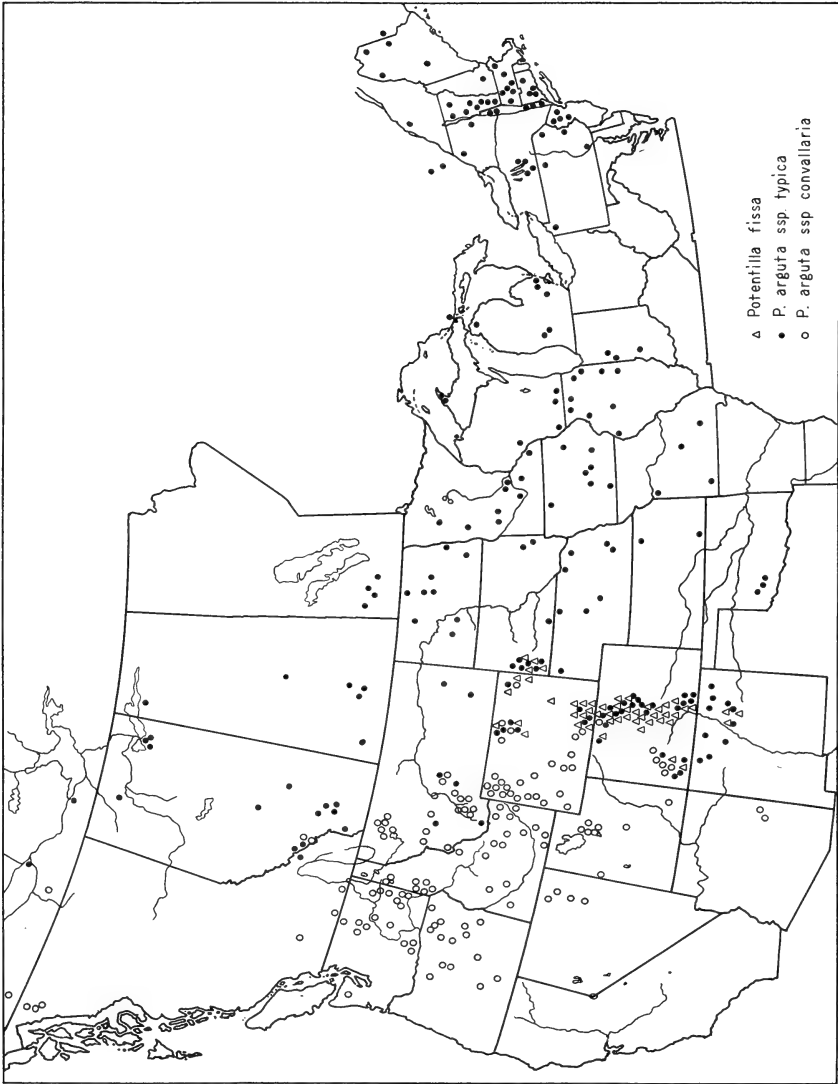 △ Potentilla fissa
● P. arguta ssp. typica
○ P. arguta ssp convallaria